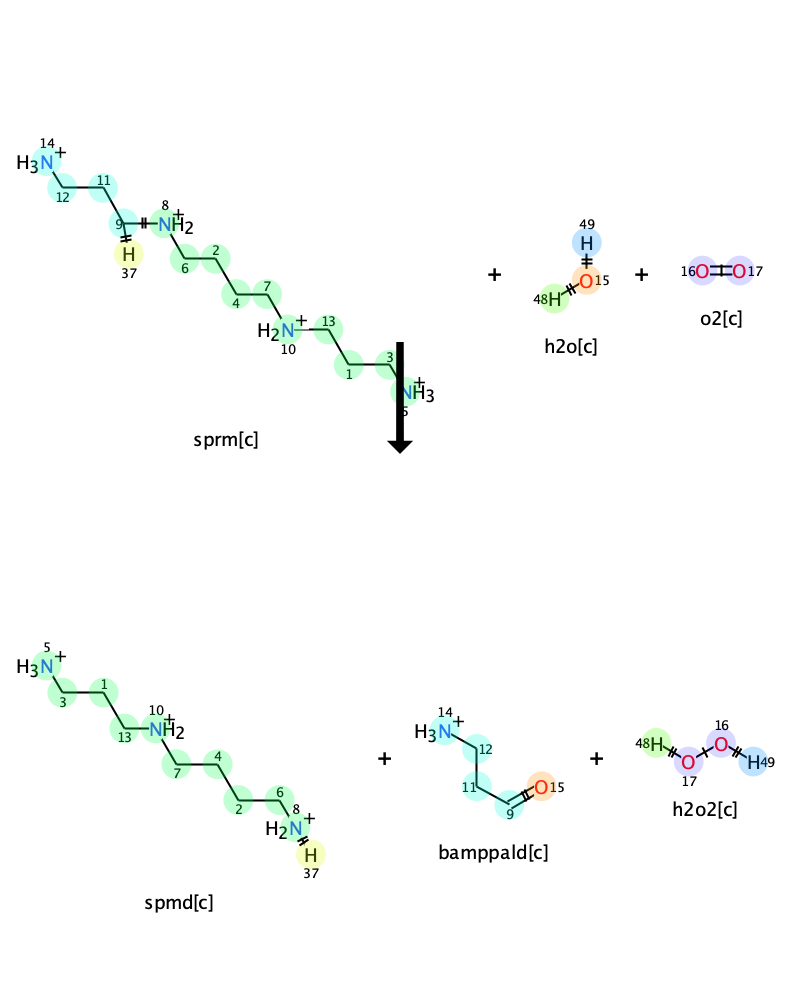 14
H3N+
11
12
8
9
NH2+
H
37
2
6
7
4
H2N+
10
13
3
1
NH3+
5
sprm[c]
+
49
H
48H
O15
h2o[c]
+
16O
O17
o2[c]
5
H3N+
1
3
10
13
NH2+
4
7
6
2
8
H2N+
H
37
spmd[c]
+
14
H3N+
12
11
O15
9
bamppald[c]
+
48H
16
O
O
17
H49
h2o2[c]